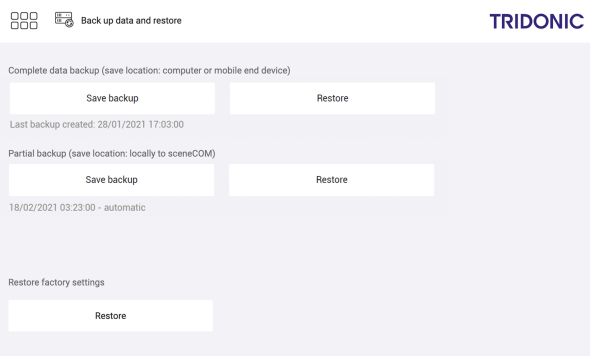 Back up data and restore
TRIDONIC
Complete data backup (save location: computer or mobile end device)
Save backup
Restore
Last backup created: 28/01/2021 17:03:00
Partial backup (save location: locally to sceneCOM)
Save backup
Restore
18/02/2021 03:23:00 - automatic
Restore factory settings
Restore